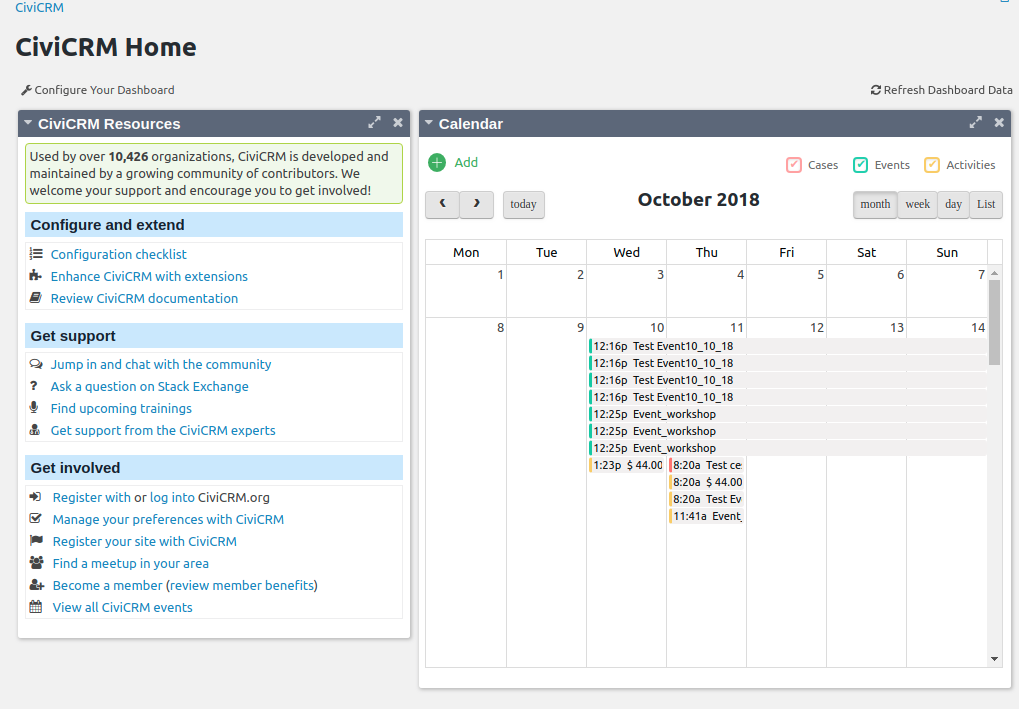 CiviCRM
CiviCRM Home
Configure Your Dashboard
Refresh Dashboard Data
CiviCRM Resources
Used by over 10,426 organizations, CiviCRM is developed and
maintained by a growing community of contributors. We
welcome your support and encourage you to get involved!
Configure and extend
Configuration checklist
Enhance CiviCRM with extensions
Review CiviCRM documentation
Get support
Jump in and chat with the community
Ask a question on Stack Exchange
Find upcoming trainings
Get support from the CiviCRM experts
Get involved
Register with or log into CiviCRM.org
Manage your preferences with CiviCRM
Register your site with CiviCRM
Find a meetup in your area
Become a member (review member benefits)
View all CiviCRM events
Calendar
Add
Cases Events Activities
today
October 2018
month week day List
Mon Tue Wed Thu Fri Sat Sun
1 2 3 4 5 6 7
8 9 10 11 12 13 14
12:16p Test Event10_10_18
12:16p Test Event10_10_18
12:16p Test Event10_10_18
12:16p Test Event10_10_18
12:25p Event_workshop
12:25p Event_workshop
12:25p Event_workshop
1:23p $ 44.00 8:20a Test ce
8:20a $ 44.00
8:20a Test Ev
11:41a Event_